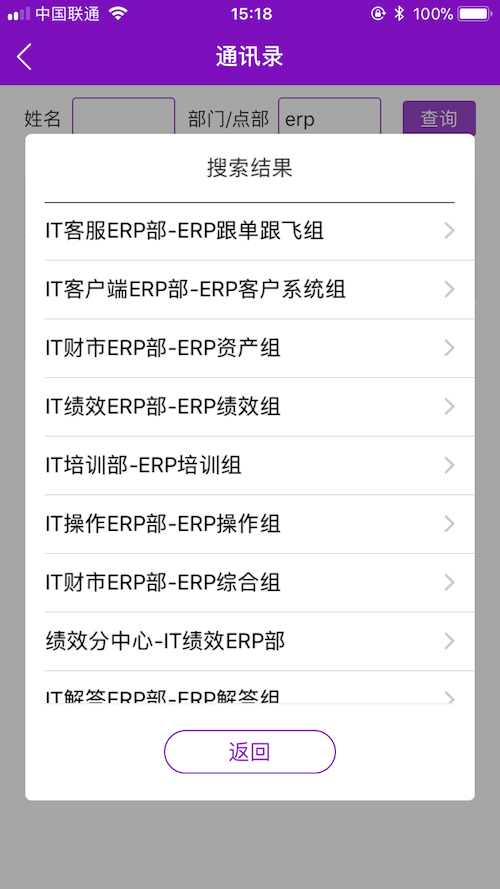 中国联通 15:18 100%
通讯录
姓名 部门/点部 erp 查询
搜索结果
IT客服ERP部-ERP跟单跟飞组
IT客户端ERP部-ERP客户系统组
IT财市ERP部-ERP资产组
IT绩效ERP部-ERP绩效组
IT培训部-ERP培训组
IT操作ERP部-ERP操作组
IT财市ERP部-ERP综合组
绩效分中心-IT绩效ERP部
IT解答ERP部-ERP解答组
返回